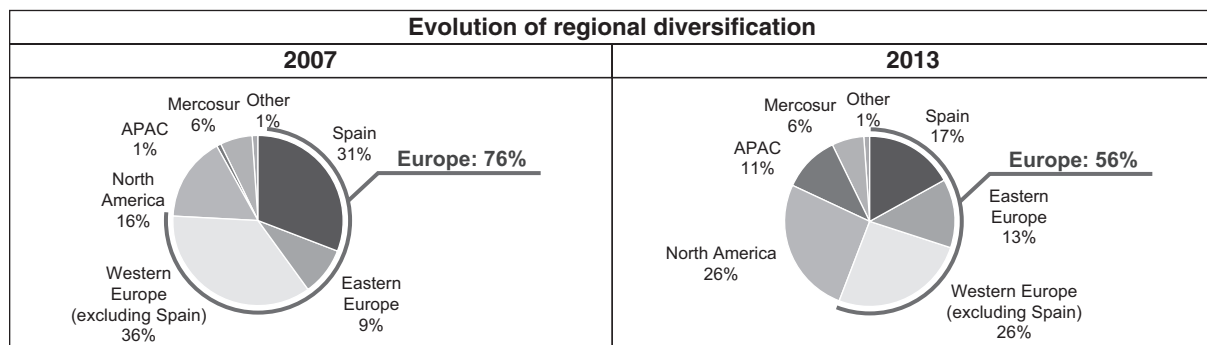 Evolution of regional diversification
2007
Mercosur
6%
Other
1%
APAC
1%
Spain
31%
Europe: 76%
North
America
16%
Western
Europe
(excluding Spain)
36%
Eastern
Europe
9%
2013
Mercosur
6%
Other
1%
Spain
17%
APAC
11%
Europe: 56%
Eastern
Europe
13%
North America
26%
Western Europe
(excluding Spain)
26%